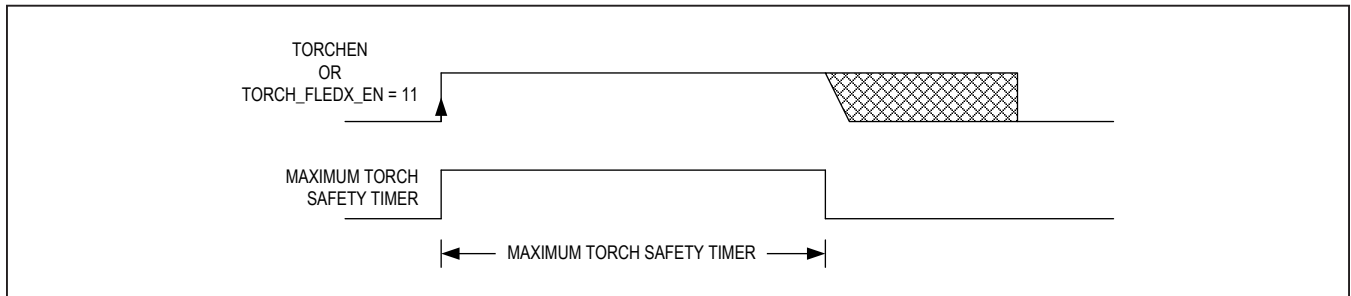 TORCHEN
OR
TORCH_FLEDX_EN = 11
MAXIMUM TORCH
SAFETY TIMER
MAXIMUM TORCH SAFETY TIMER